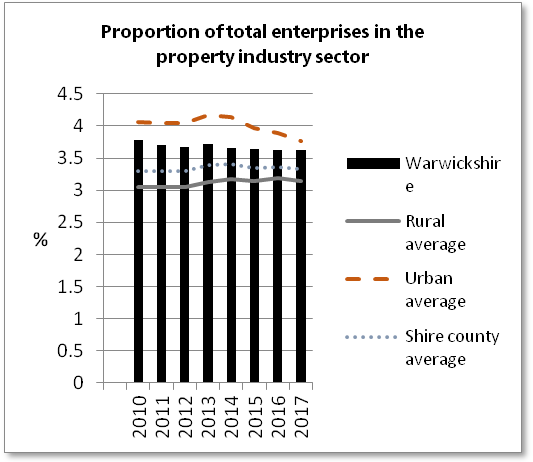 Proportion of total enterprises in the
property industry sector
4.5
4
3.5
3
2.5
2
1.5
1
0.5
0
%
2010
2011
2012
2013
2014
2015
2016
2017
Warwickshir
e
Rural
average
Urban
average
Shire county
average